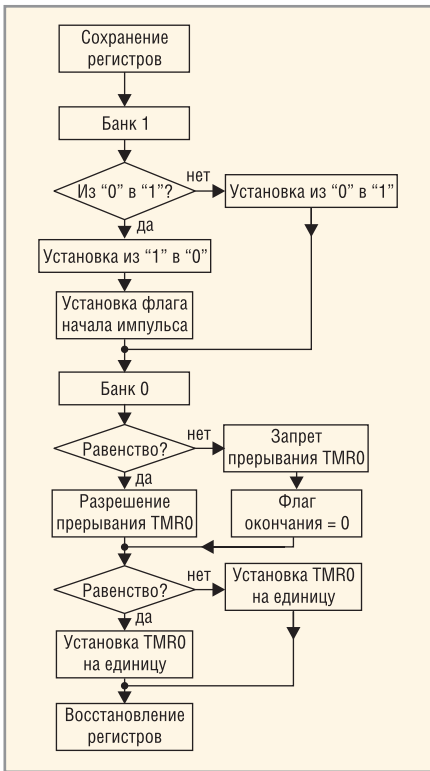 Сохранение
регистров
Банк 1
Из “0” в “1”?
нет
Установка из “0” в “1”
да
Установка из “1” в “0”
Установка флага
начала импульса
Банк 0
Равенство?
нет
Запрет
прерывания TMR0
да
Разрешение
прерывания TMR0
Флаг
окончания = 0
Равенство?
нет
Установка TMR0
на единицу
да
Установка TMR0
на единицу
Восстановление
регистров